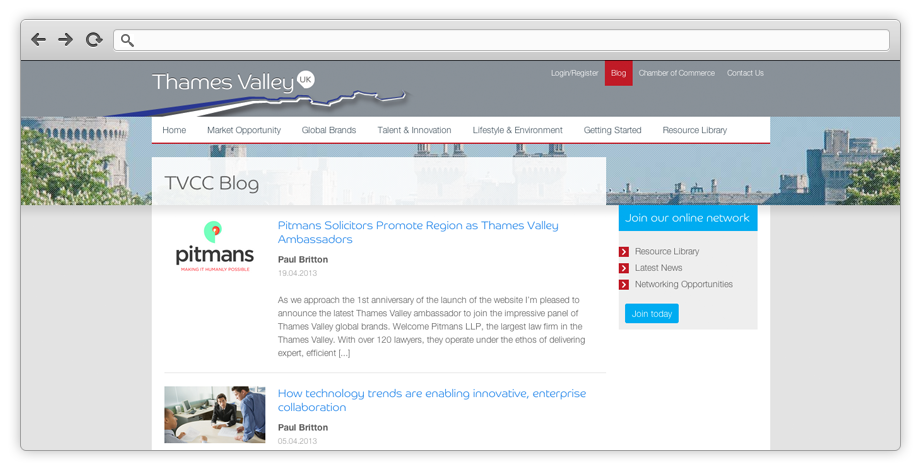 Login/Register Blog Chamber of Commerce Contact Us
Thames Valley UK
Home Market Opportunity Global Brands Talent & Innovation Lifestyle & Environment Getting Started Resource Library
TVCC Blog
pitmans
MAKING IT HUMANLY POSSIBLE
Pitmans Solicitors Promote Region as Thames Valley
Ambassadors
Paul Britton
19.04.2013
As we approach the 1st anniversary of the launch of the website I'm pleased to
announce the latest Thames Valley ambassador to join the impressive panel of
Thames Valley global brands. Welcome Pitmans LLP, the largest law firm in the
Thames Valley. With over 120 lawyers, they operate under the ethos of delivering
expert, efficient [...]
How technology trends are enabling innovative, enterprise
collaboration
Paul Britton
05.04.2013
Join our online network
Resource Library
Latest News
Networking Opportunities
Join today